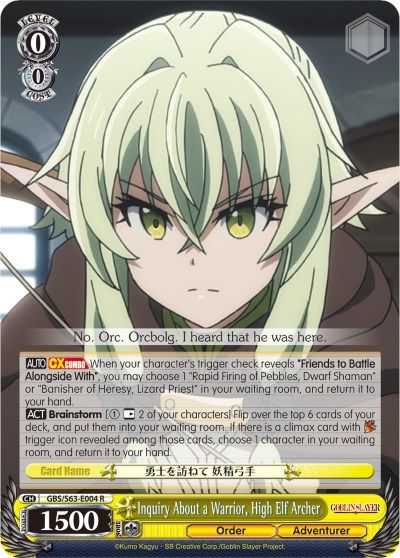 LEVEL
0
0
COST
No. Orc. Orcbolg. I heard that he was here.
AUTO CXCOMBO When your character's trigger check reveals "Friends to Battle
Alongside With", you may choose 1 "Rapid Firing of Pebbles, Dwarf Shaman"
or "Banisher of Heresy, Lizard Priest" in your waiting room, and return it to
your hand.
ACT Brainstorm [① 2 of your characters] Flip over the top 6 cards of your
deck, and put them into your waiting room. If there is a climax card with
trigger icon revealed among those cards, choose 1 character in your waiting
room, and return it to your hand.
Card Name 勇士を訪ねて 妖精弓手
CH GBS/S63-E004 R
Inquiry About a Warrior, High Elf Archer
GOBLIN SLAYER
POWER 1500 SOUL
Order Adventurer
©Kumo Kagyu・SB Creative Corp./Goblin Slayer Project.